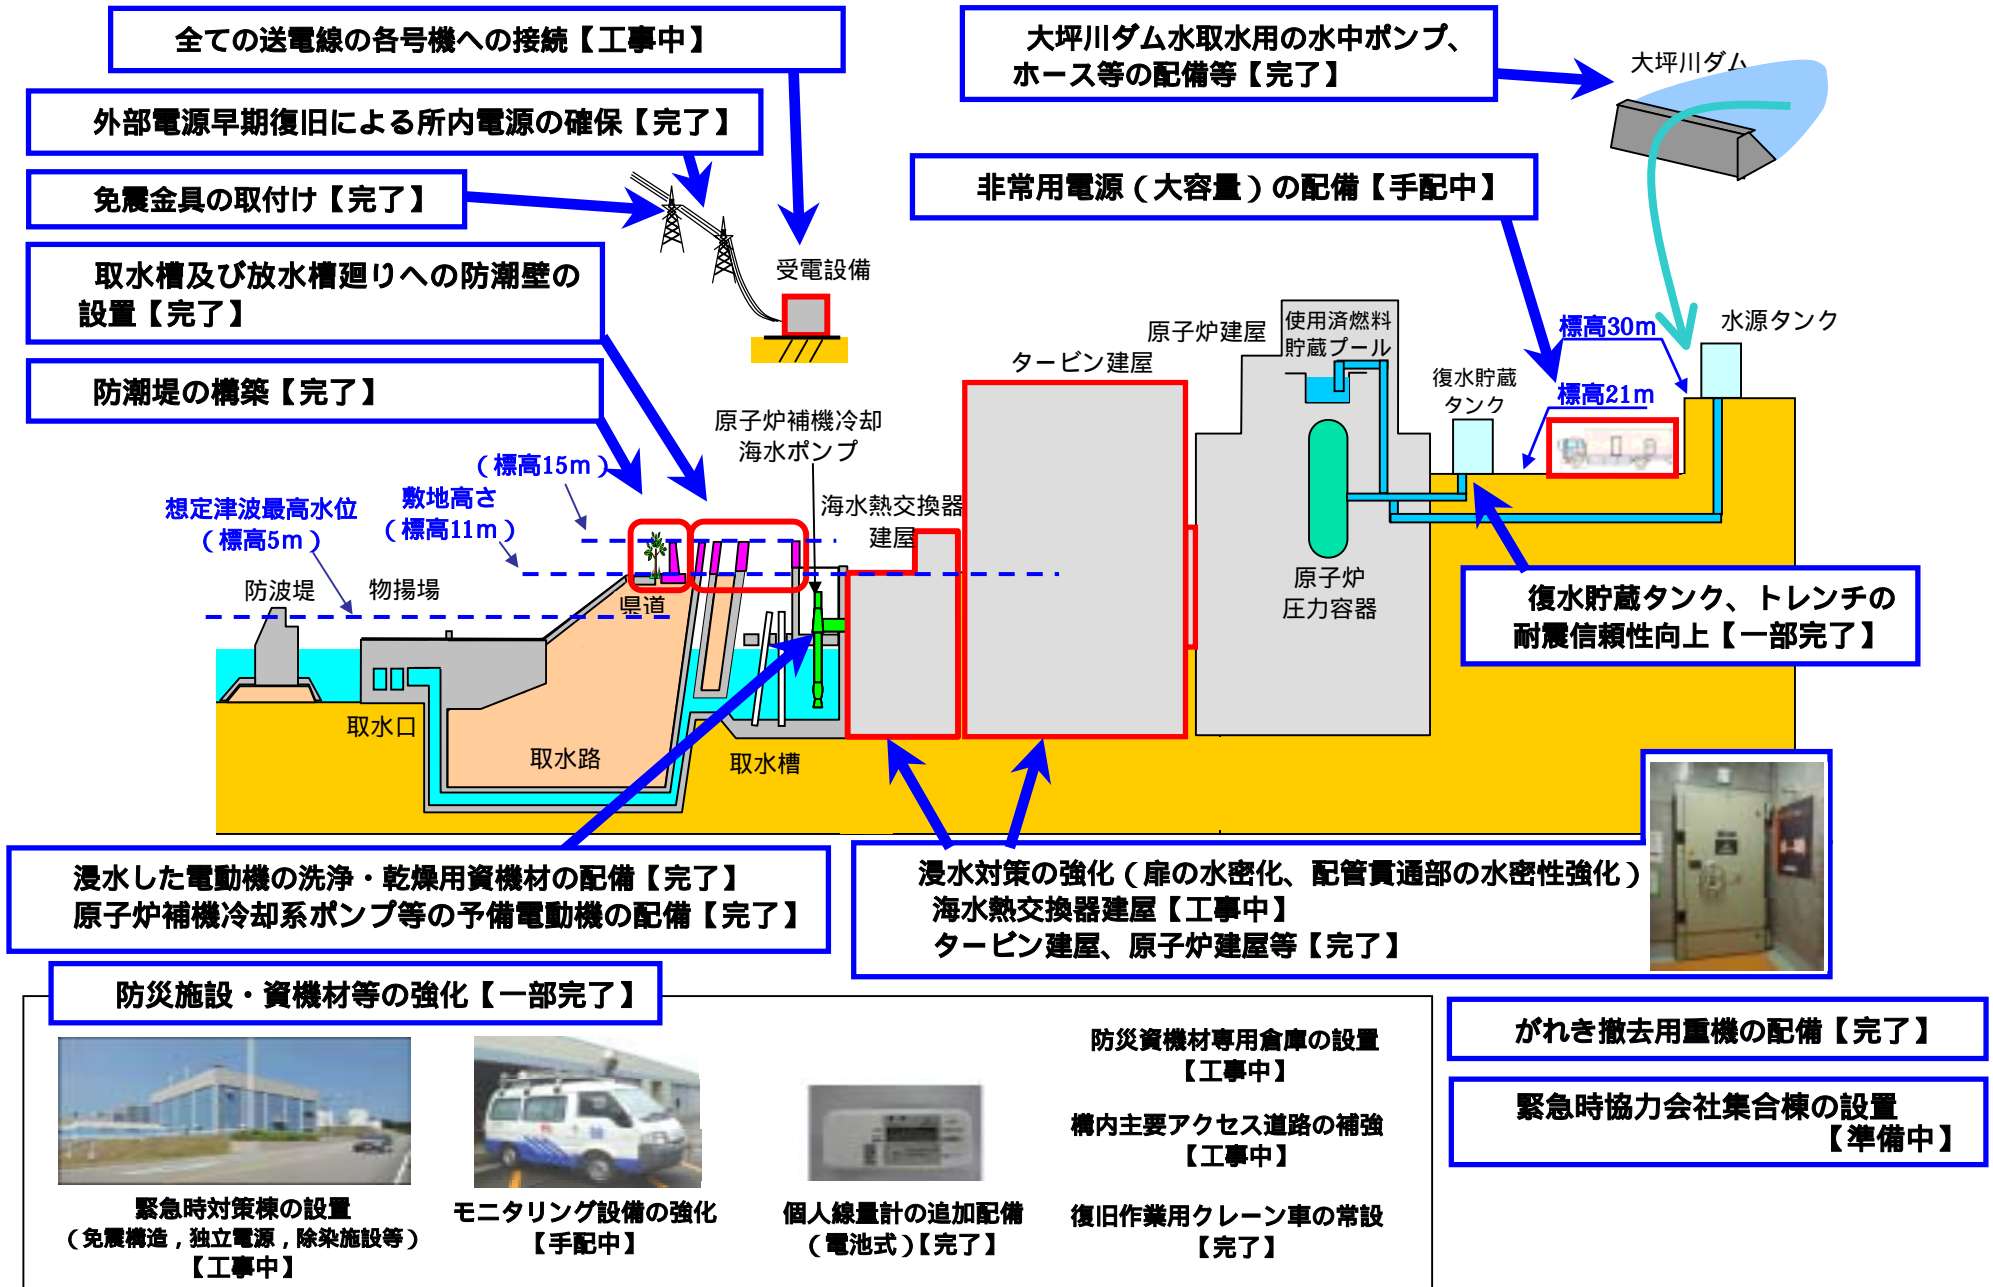 全ての送電線の各号機への接続【工事中】
外部電源早期復旧による所内電源の確保【完了】
免震金具の取付け【完了】
取水槽及び放水槽廻りへの防潮壁の
設置【完了】
防潮堤の構築【完了】
大坪川ダム水取水用の水中ポンプ、
ホース等の配備等【完了】
大坪川ダム
非常用電源（大容量）の配備【手配中】
受電設備
標高30m
水源タンク
標高21m
復水貯蔵
タンク
使用済燃料
貯蔵プール
原子炉建屋
タービン建屋
原子炉補機冷却
海水ポンプ
海水熱交換器
建屋
（標高15m）
敷地高さ
（標高11m）
想定津波最高水位
（標高5m）
防波堤
物揚場
県道
原子炉
圧力容器
取水口
取水路
取水槽
復水貯蔵タンク、トレンチの
耐震信頼性向上【一部完了】
浸水した電動機の洗浄・乾燥用資機材の配備【完了】
原子炉補機冷却系ポンプ等の予備電動機の配備【完了】
浸水対策の強化（扉の水密化、配管貫通部の水密性強化）
海水熱交換器建屋【工事中】
タービン建屋、原子炉建屋等【完了】
防災施設・資機材等の強化【一部完了】
緊急時対策棟の設置
（免震構造，独立電源，除染施設等）
【工事中】
モニタリング設備の強化
【手配中】
個人線量計の追加配備
（電池式）【完了】
防災資機材専用倉庫の設置
【工事中】
構内主要アクセス道路の補強
【工事中】
復旧作業用クレーン車の常設
【完了】
がれき撤去用重機の配備【完了】
緊急時協力会社集合棟の設置
【準備中】